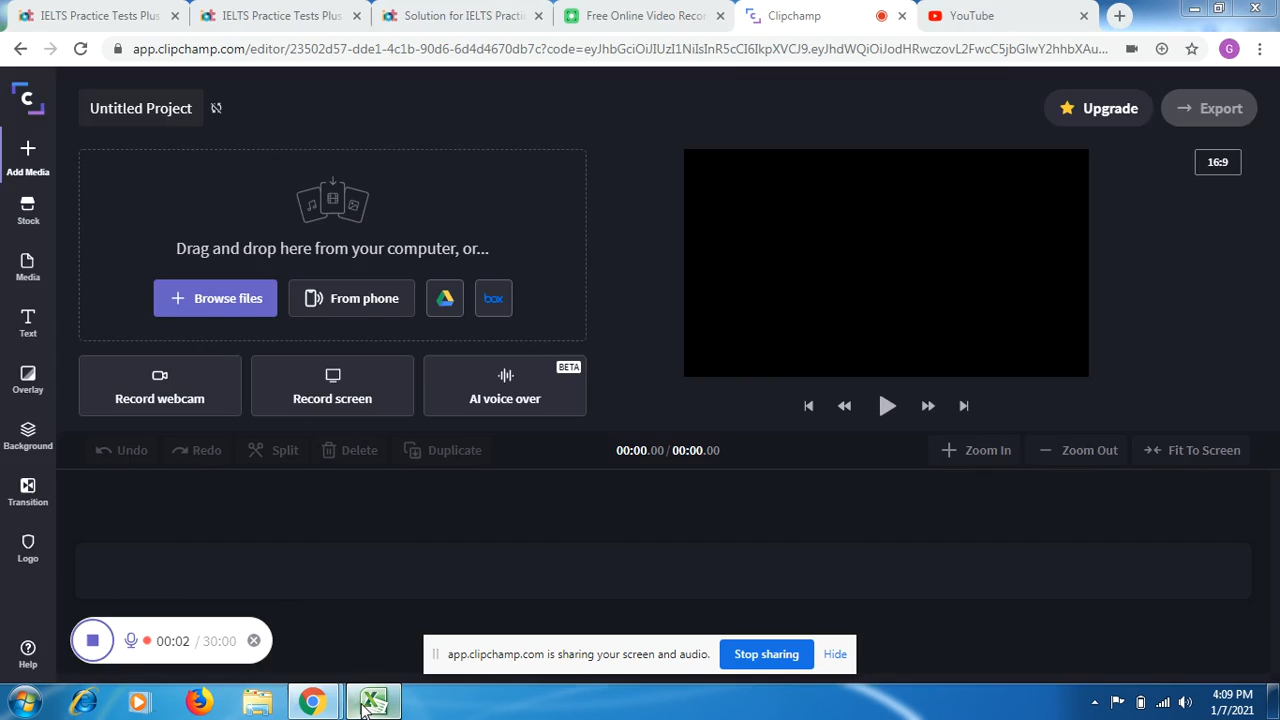 IELTS Practice Tests Plus
IELTS Practice Tests Plus
Solution for IELTS Practi
Free Online Video Recor
Clipchamp
YouTube
app.clipchamp.com/editor/23502d57-dde1-4c1b-90d6-6d4d4670db7c?code=eyJhbGciOiJIUzI1NiIsInR5cCI6IkpXVCJ9.eyJhdWQiOiJodHRwczovL2FwcC5jbGlwY2hhbXAu...
G
Untitled Project
Upgrade
Export
Add Media
Stock
Media
Text
Overlay
Background
Transition
Logo
Help
Drag and drop here from your computer, or...
Browse files
From phone
box
Record webcam
Record screen
AI voice over
BETA
16:9
Undo
Redo
Split
Delete
Duplicate
00:00.00 / 00:00.00
Zoom In
Zoom Out
Fit To Screen
00:02 / 30:00
app.clipchamp.com is sharing your screen and audio.
Stop sharing
Hide
4:09 PM
1/7/2021